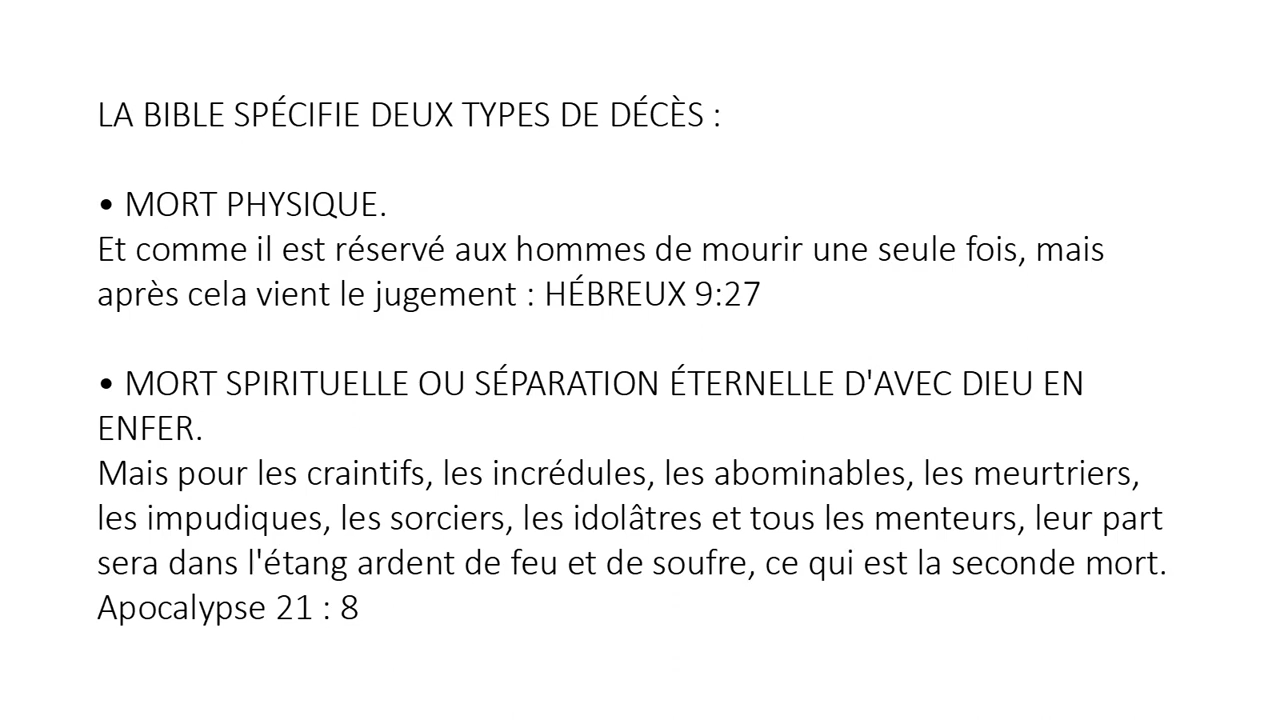 LA BIBLE SPÉCIFIE DEUX TYPES DE DÉCÈS :
• MORT PHYSIQUE.
Et comme il est réservé aux hommes de mourir une seule fois, mais
après cela vient le jugement : HÉBREUX 9:27
• MORT SPIRITUELLE OU SÉPARATION ÉTERNELLE D'AVEC DIEU EN
ENFER.
Mais pour les craintifs, les incrédules, les abominables, les meurtriers,
les impudiques, les sorciers, les idolâtres et tous les menteurs, leur part
sera dans l'étang ardent de feu et de soufre, ce qui est la seconde mort.
Apocalypse 21 : 8